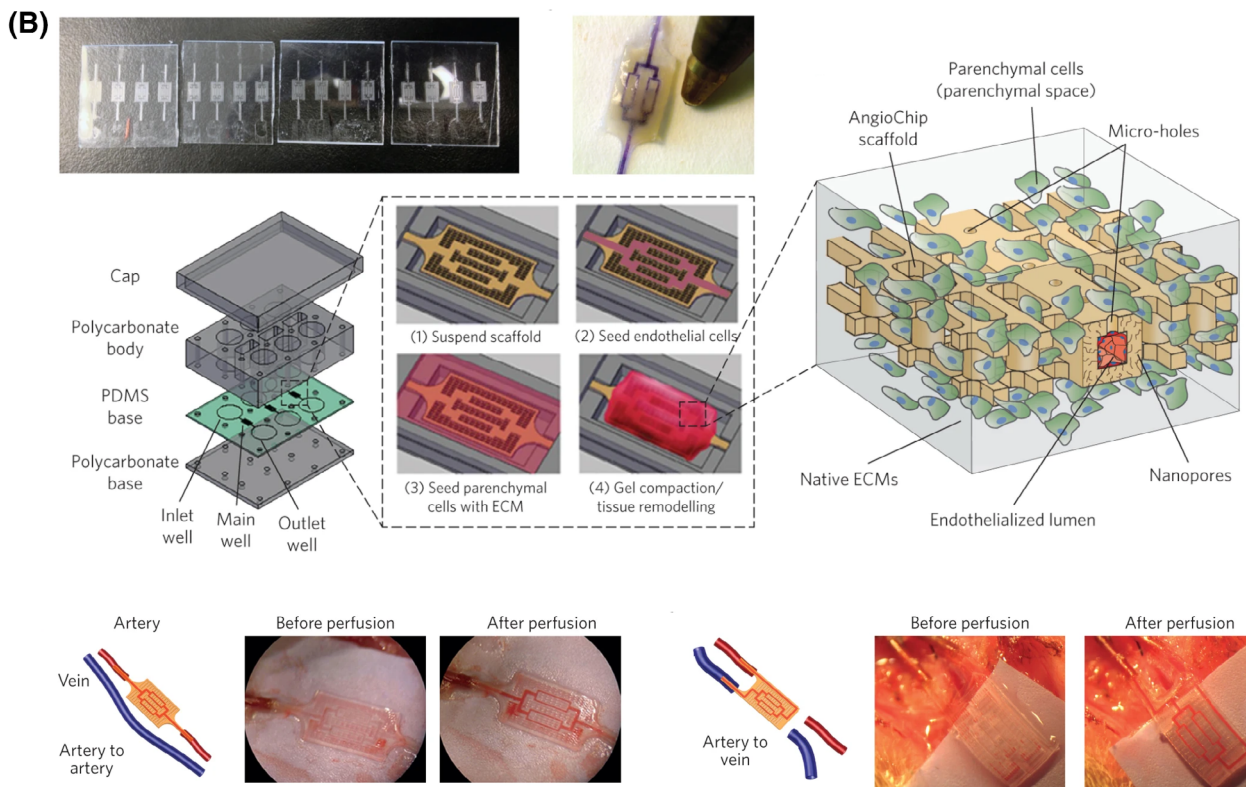 (B)
Parenchymal cells
(parenchymal space)
AngioChip
scaffold
Micro-holes
Cap
Polycarbonate
body
PDMS
base
Polycarbonate
base
Inlet
well
Main
well
Outlet
well
(1) Suspend scaffold
(2) Seed endothelial cells
(3) Seed parenchymal
cells with ECM
(4) Gel compaction/
tissue remodelling
Native ECMs
Nanopores
Endothelialized lumen
Artery
Vein
Artery to
artery
Before perfusion
After perfusion
Artery to
vein
Before perfusion
After perfusion